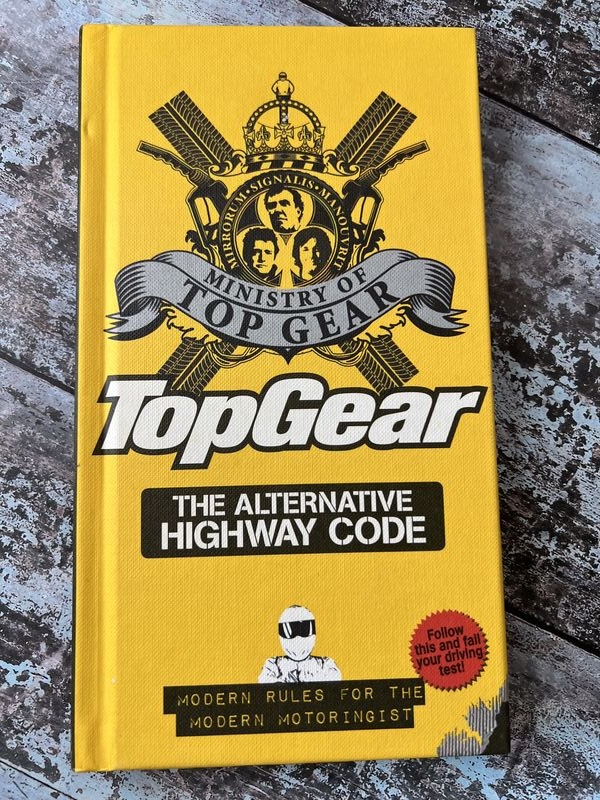 MIRRORUM • SIGNALIS • MANOUVRIT
MINISTRY OF
TOP GEAR
TopGear
THE ALTERNATIVE
HIGHWAY CODE
Follow
this and fail
your driving
test!
MODERN RULES FOR THE
MODERN MOTORINGIST